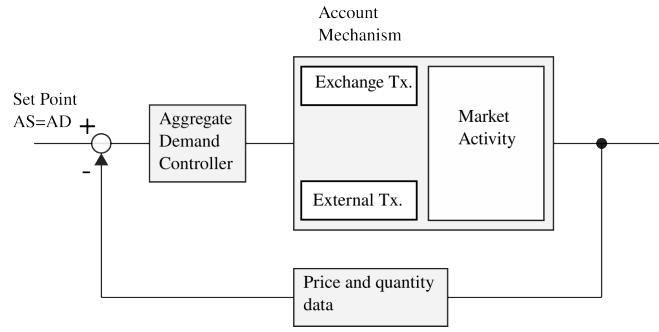 Account
Mechanism
Exchange Tx.
Set Point
AS=AD
+
-
Aggregate
Demand
Controller
Market
Activity
External Tx.
Price and quantity
data